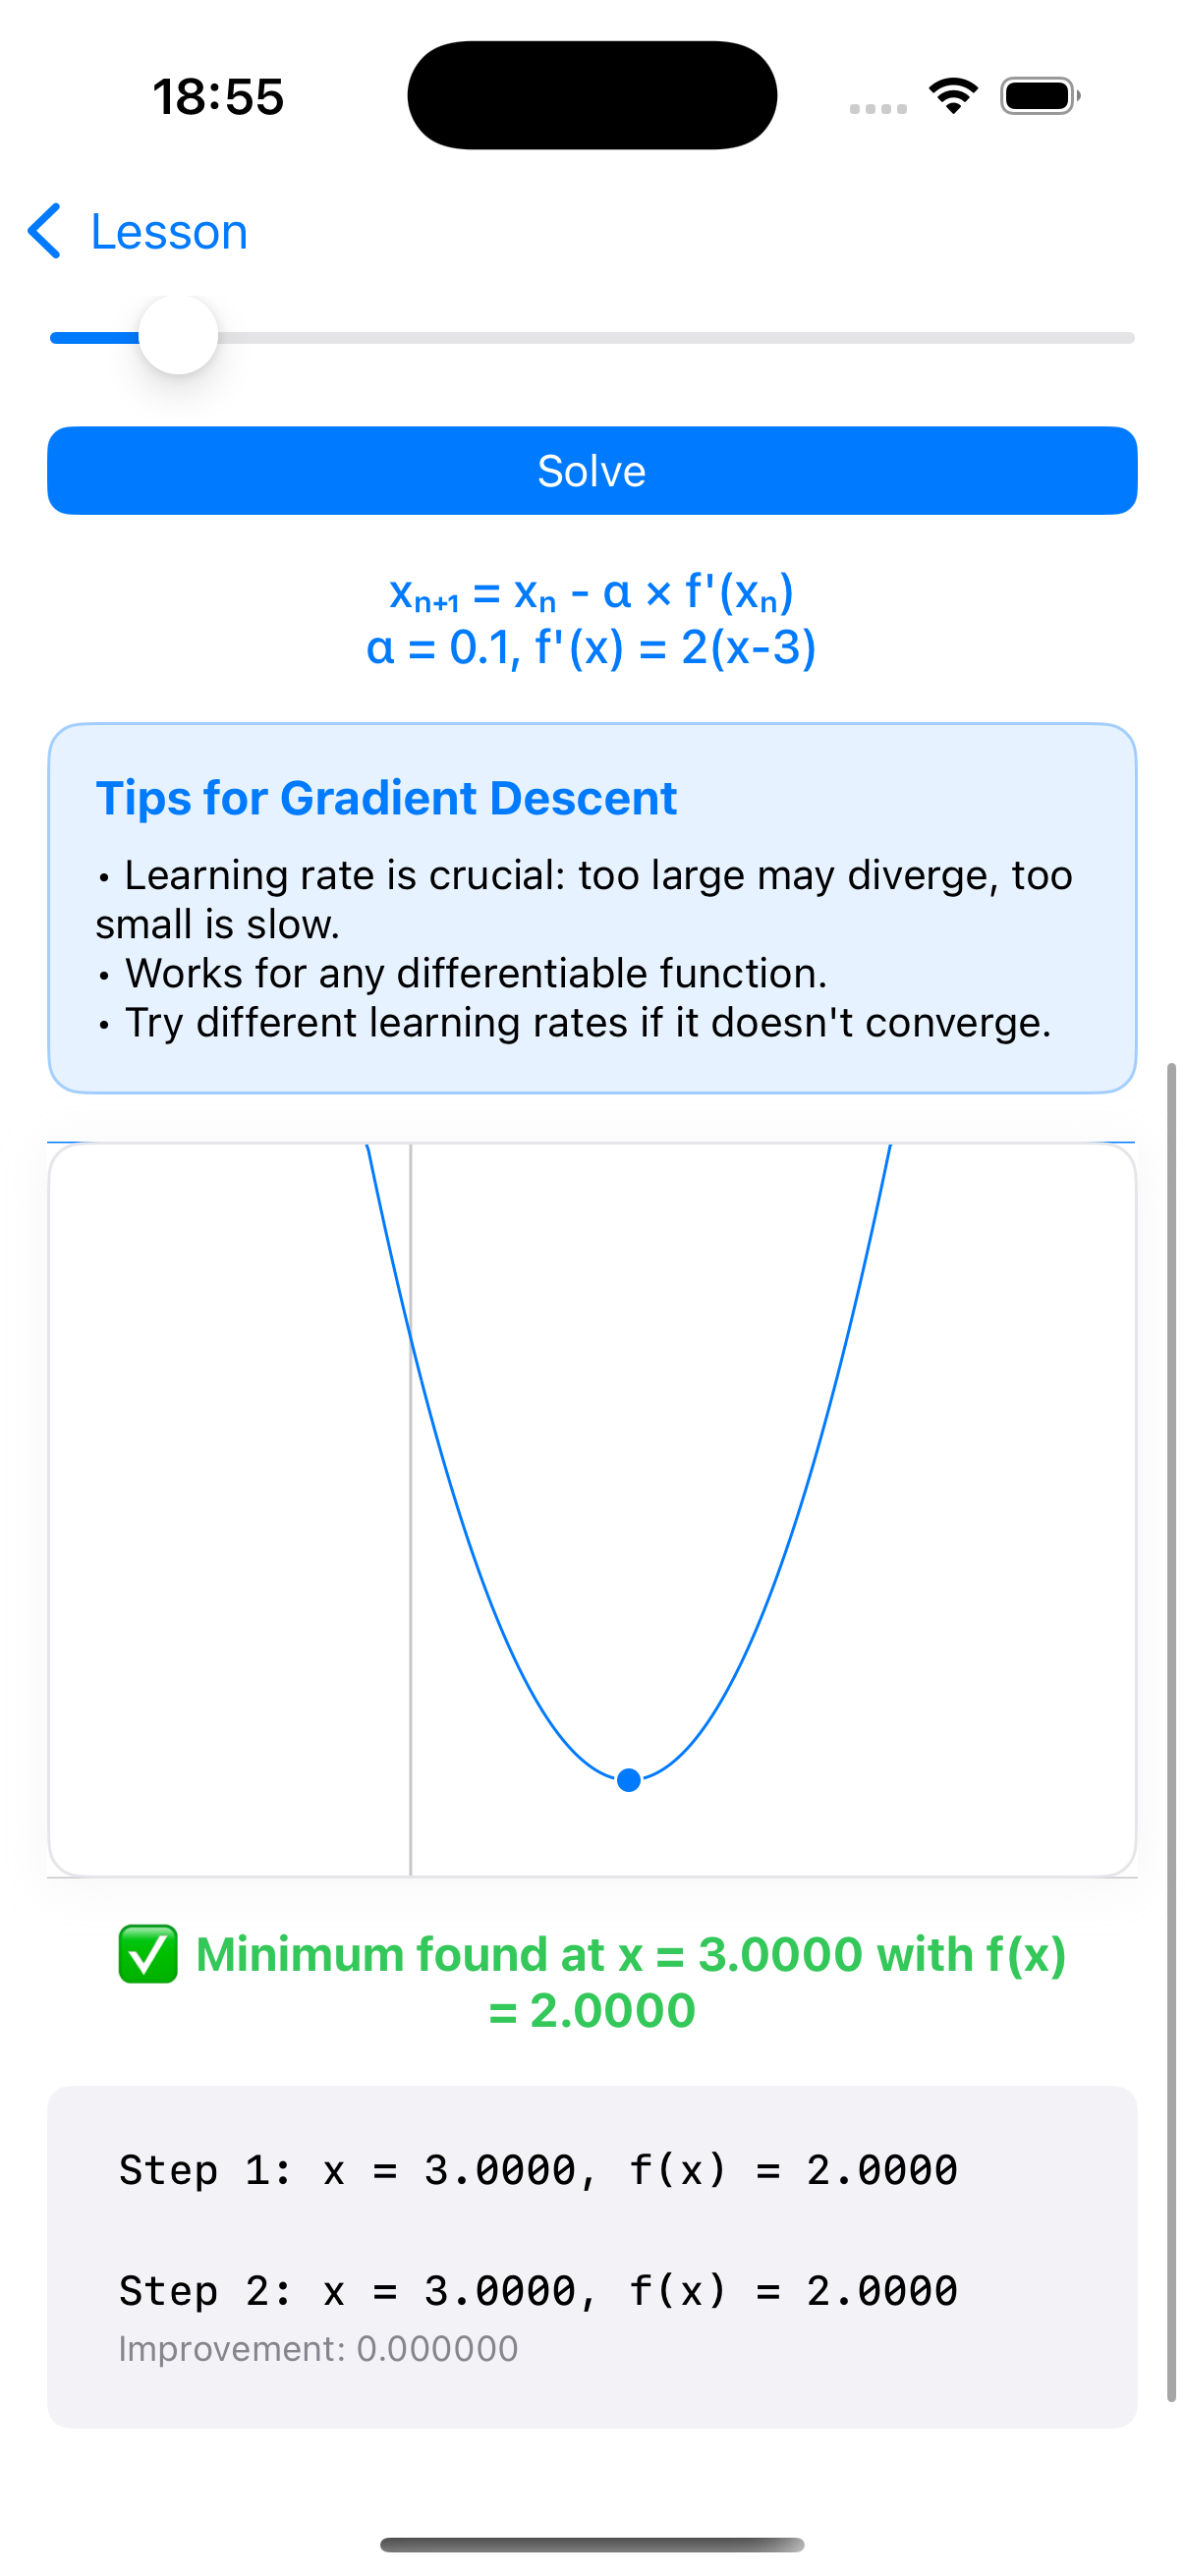 18:55
Lesson
Solve
xₙ₊₁ = xₙ - α × f'(xₙ)
α = 0.1, f'(x) = 2(x-3)
Tips for Gradient Descent
• Learning rate is crucial: too large may diverge, too
small is slow.
• Works for any differentiable function.
• Try different learning rates if it doesn't converge.
✅ Minimum found at x = 3.0000 with f(x)
= 2.0000
Step 1: x = 3.0000, f(x) = 2.0000
Step 2: x = 3.0000, f(x) = 2.0000
Improvement: 0.000000